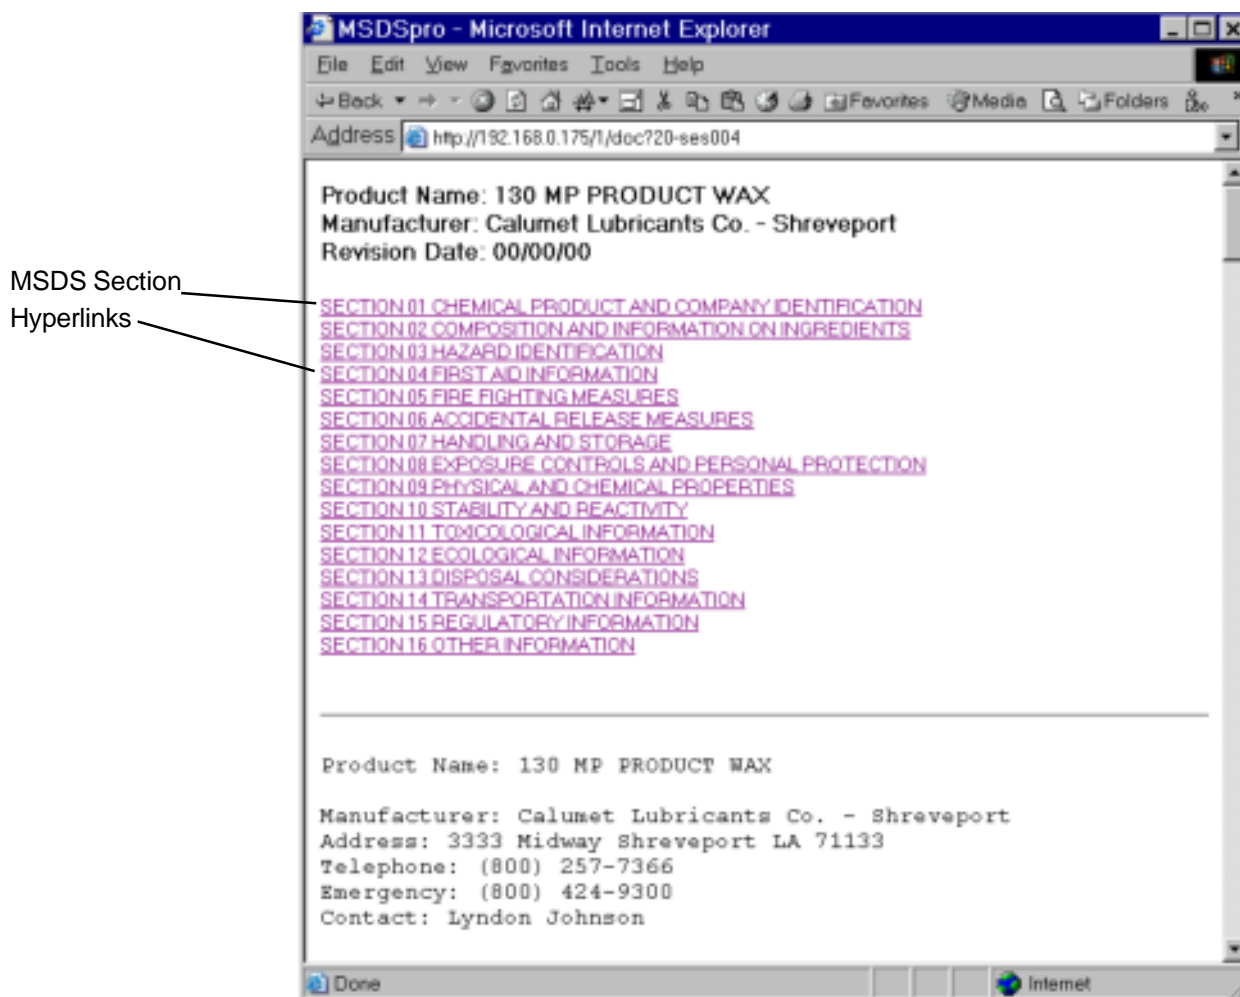 MSDSpro - Microsoft Internet Explorer
File Edit View Favorites Tools Help
Back Favorites Media Folders
Address http://192.168.0.175/1/doc?20-ses004
Product Name: 130 MP PRODUCT WAX
Manufacturer: Calumet Lubricants Co. - Shreveport
Revision Date: 00/00/00
MSDS Section
Hyperlinks
SECTION 01 CHEMICAL PRODUCT AND COMPANY IDENTIFICATION
SECTION 02 COMPOSITION AND INFORMATION ON INGREDIENTS
SECTION 03 HAZARD IDENTIFICATION
SECTION 04 FIRST AID INFORMATION
SECTION 05 FIRE FIGHTING MEASURES
SECTION 06 ACCIDENTAL RELEASE MEASURES
SECTION 07 HANDLING AND STORAGE
SECTION 08 EXPOSURE CONTROLS AND PERSONAL PROTECTION
SECTION 09 PHYSICAL AND CHEMICAL PROPERTIES
SECTION 10 STABILITY AND REACTIVITY
SECTION 11 TOXICOLOGICAL INFORMATION
SECTION 12 ECOLOGICAL INFORMATION
SECTION 13 DISPOSAL CONSIDERATIONS
SECTION 14 TRANSPORTATION INFORMATION
SECTION 15 REGULATORY INFORMATION
SECTION 16 OTHER INFORMATION
Product Name: 130 MP PRODUCT WAX
Manufacturer: Calumet Lubricants Co. - Shreveport
Address: 3333 Midway Shreveport LA 71133
Telephone: (800) 257-7366
Emergency: (800) 424-9300
Contact: Lyndon Johnson
Done Internet